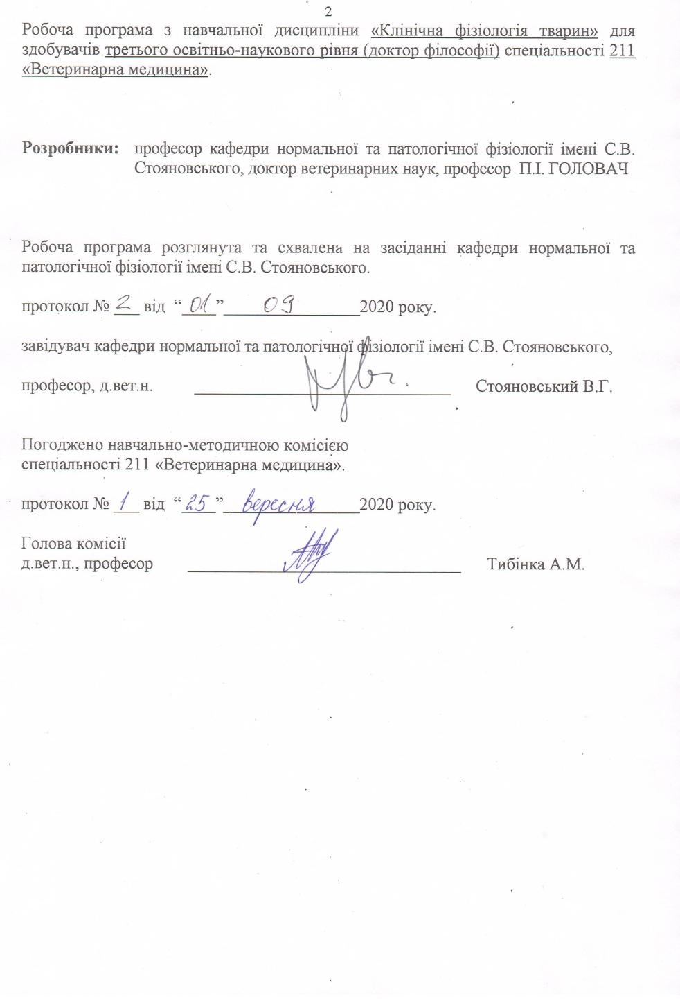 2
Робоча програма з навчальної дисципліни «Клінічна фізіологія тварин» для
здобувачів третього освітньо-наукового рівня (доктор філософії) спеціальності 211
«Ветеринарна медицина».
Розробники: професор кафедри нормальної та патологічної фізіології імені С.В.
Стояновського, доктор ветеринарних наук, професор П.І. ГОЛОВАЧ
Робоча програма розглянута та схвалена на засіданні кафедри нормальної та
патологічної фізіології імені С.В. Стояновського.
протокол № 2 від “01” 09 2020 року.
завідувач кафедри нормальної та патологічної фізіології імені С.В. Стояновського,
професор, д.вет.н. Стояновський В.Г.
Погоджено навчально-методичною комісією
спеціальності 211 «Ветеринарна медицина».
протокол № 1 від “25” вересня 2020 року.
Голова комісії
д.вет.н., професор Тибінка А.М.